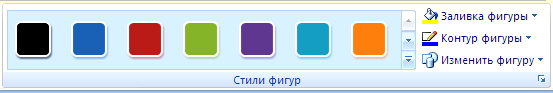 Заливка фигуры
Контур фигуры
Изменить фигуру
Стили фигур